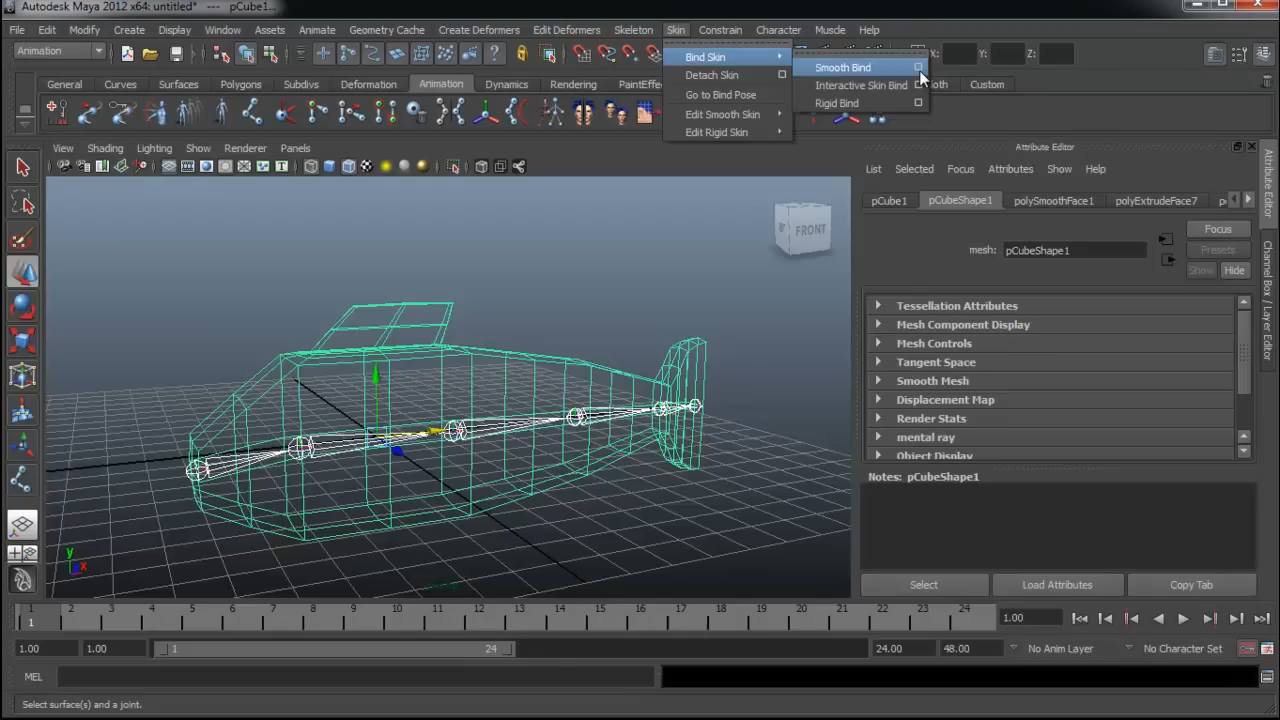 Autodesk Maya 2012 x64: untitled* --- pCube1...
File Edit Modify Create Display Window Assets Animate Geometry Cache Create Deformers Edit Deformers Skeleton Skin Constrain Character Muscle Help
Animation X: Y: Z:
Bind Skin
Detach Skin
Go to Bind Pose
Edit Smooth Skin
Edit Rigid Skin
Smooth Bind
Interactive Skin Bind
Rigid Bind
General Curves Surfaces Subdivs Deformation Animation Dynamics Rendering PaintEffe oth Custom
View Shading Lighting Show Renderer Panels
FRONT
Attribute Editor
List Selected Focus Attributes Show Help
pCube1 pCubeShape1 polySmoothFace1 polyExtrudeFace7
Focus
mesh: pCubeShape1
Presets
Show Hide
Tessellation Attributes
Mesh Component Display
Mesh Controls
Tangent Space
Smooth Mesh
Displacement Map
Render Stats
mental ray
Object Display
Notes: pCubeShape1
Select Load Attributes Copy Tab
Attribute Editor
Channel Box / Layer Editor
y
x
1 2 3 4 5 6 7 8 9 10 11 12 13 14 15 16 17 18 19 20 21 22 23 24
1
1.00
1.00 1.00 1 24 24.00 48.00 No Anim Layer No Character Set
MEL
Select surface(s) and a joint.